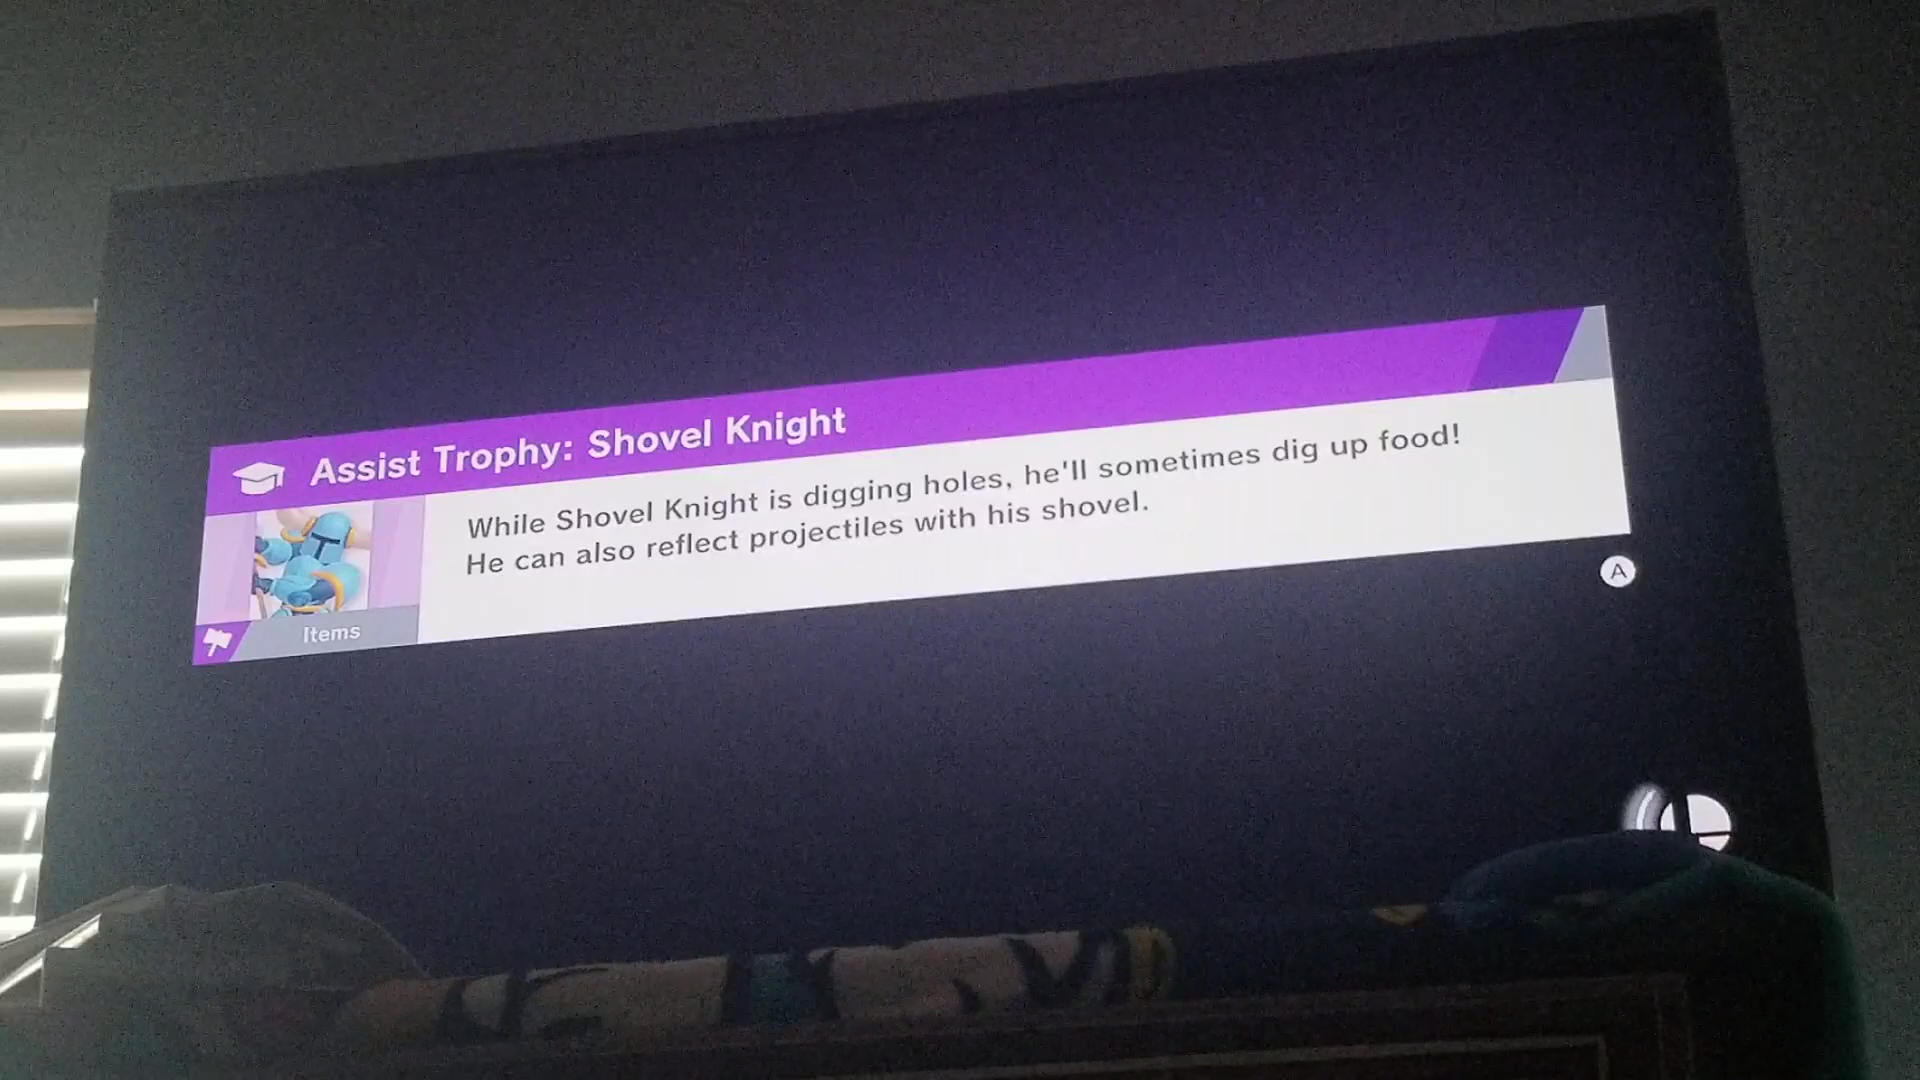 Assist Trophy: Shovel Knight
While Shovel Knight is digging holes, he'll sometimes dig up food!
He can also reflect projectiles with his shovel.
Items
A